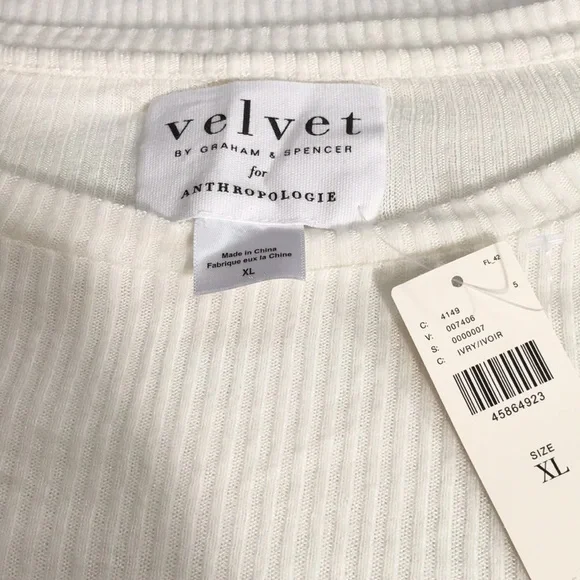 velvet
BY GRAHAM & SPENCER
for
ANTHROPOLOGIE
Made in China
Fabrique eux la Chine
XL
FL_42
5
C: 4149
V: 007406
S: 0000007
C: IVRY/IVOIR
45864923
SIZE
XL